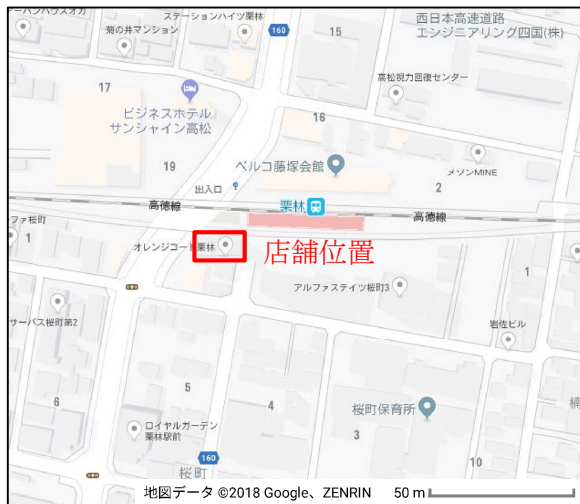 ステーションハイツ栗林
菊の井マンション
160
15
西日本高速道路
エンジニアリング四国(株)
高松視力回復センター
17
ビジネスホテル
サンシャイン高松
16
19
ベルコ藤塚会館
メゾンMINE
2
出入口
栗林
高徳線
高徳線
ファ桜町
1
オレンジコート栗林
店舗位置
アルファステイツ桜町3
1
サーパス桜町第2
岩佐ビル
5
6
4
桜町保育所
楠
ロイヤルガーデン
栗林駅前
3
160
桜町
10
地図データ ©2018 Google、ZENRIN 50 m